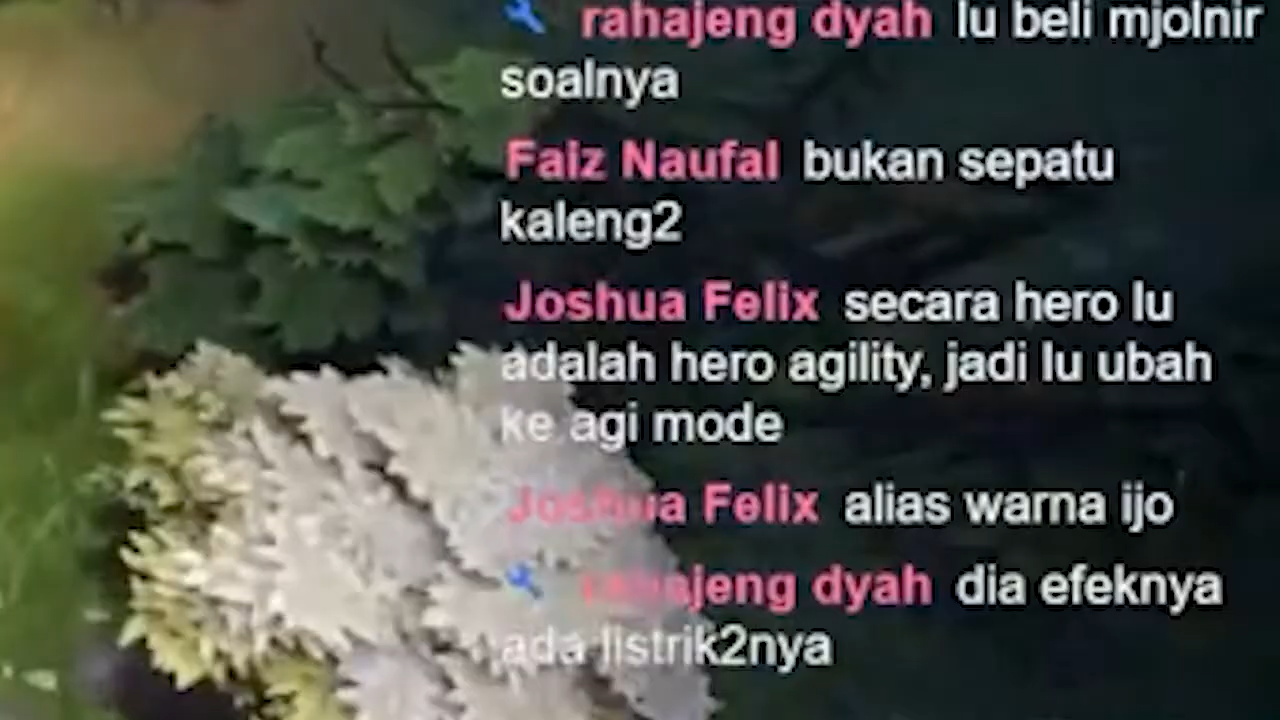 rahajeng dyah lu beli mjolnir
soalnya
Faiz Naufal bukan sepatu
kaleng2
Joshua Felix secara hero lu
adalah hero agility, jadi lu ubah
ke agi mode
Joshua Felix alias warna ijo
rahajeng dyah dia efeknya
ada listrik2nya